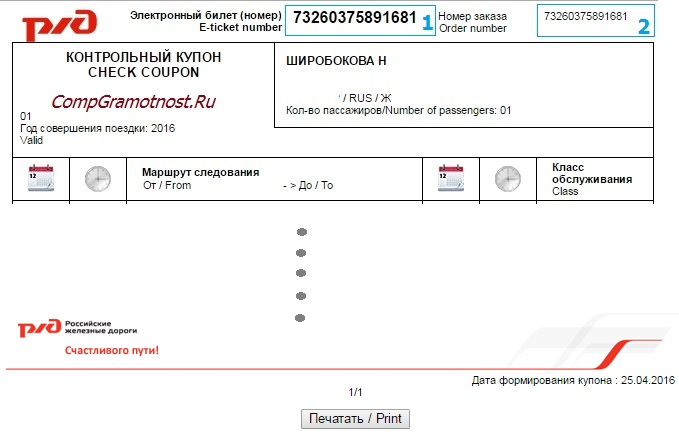 ржд
Электронный билет (номер)
E-ticket number
73260375891681 1
Номер заказа
Order number
73260375891681
2
КОНТРОЛЬНЫЙ КУПОН
CHECK COUPON
CompGramotnost.Ru
01
Год совершения поездки: 2016
Valid
ШИРОБОКОВА Н
/ RUS / Ж
Кол-во пассажиров/Number of passengers: 01
12
Маршрут следования
От / From - > До / To
12
Класс
обслуживания
Class
ржд
Российские
железные дороги
Счастливого пути!
Дата формирования купона : 25.04.2016
1/1
Печатать / Print